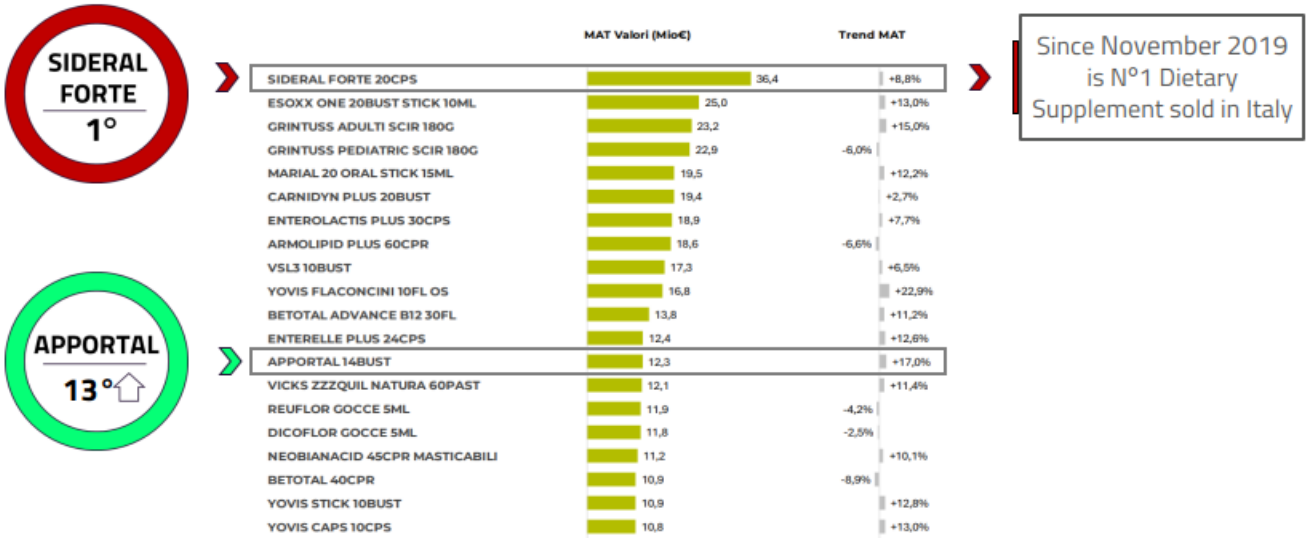 SIDERAL
FORTE
1°
APPORTAL
13°
MAT Valori (Mio€) Trend MAT
SIDERAL FORTE 20CPS 36,4 +8,8%
ESOXX ONE 20BUST STICK 10ML 25,0 +13,0%
GRINTUSS ADULTI SCIR 180G 23,2 +15,0%
GRINTUSS PEDIATRIC SCIR 180G 22,9 -6,0%
MARIAL 20 ORAL STICK 15ML 19,5 +12,2%
CARNIDYN PLUS 20BUST 19,4 +2,7%
ENTEROLACTIS PLUS 30CPS 18,9 +7,7%
ARMOLIPID PLUS 60CPR 18,6 -6,6%
VSL3 10BUST 17,3 +6,5%
YOVIS FLACONCINI 10FL OS 16,8 +22,9%
BETOTAL ADVANCE B12 30FL 13,8 +11,2%
ENTERELLE PLUS 24CPS 12,4 +12,6%
APPORTAL 14BUST 12,3 +17,0%
VICKS ZZZQUIL NATURA 60PAST 12,1 +11,4%
REUFLOR GOCCE 5ML 11,9 -4,2%
DICOFLOR GOCCE 5ML 11,8 -2,5%
NEOBIANACID 45CPR MASTICABILI 11,2 +10,1%
BETOTAL 40CPR 10,9 -8,9%
YOVIS STICK 10BUST 10,9 +12,8%
YOVIS CAPS 10CPS 10,8 +13,0%
Since November 2019
is N°1 Dietary
Supplement sold in Italy